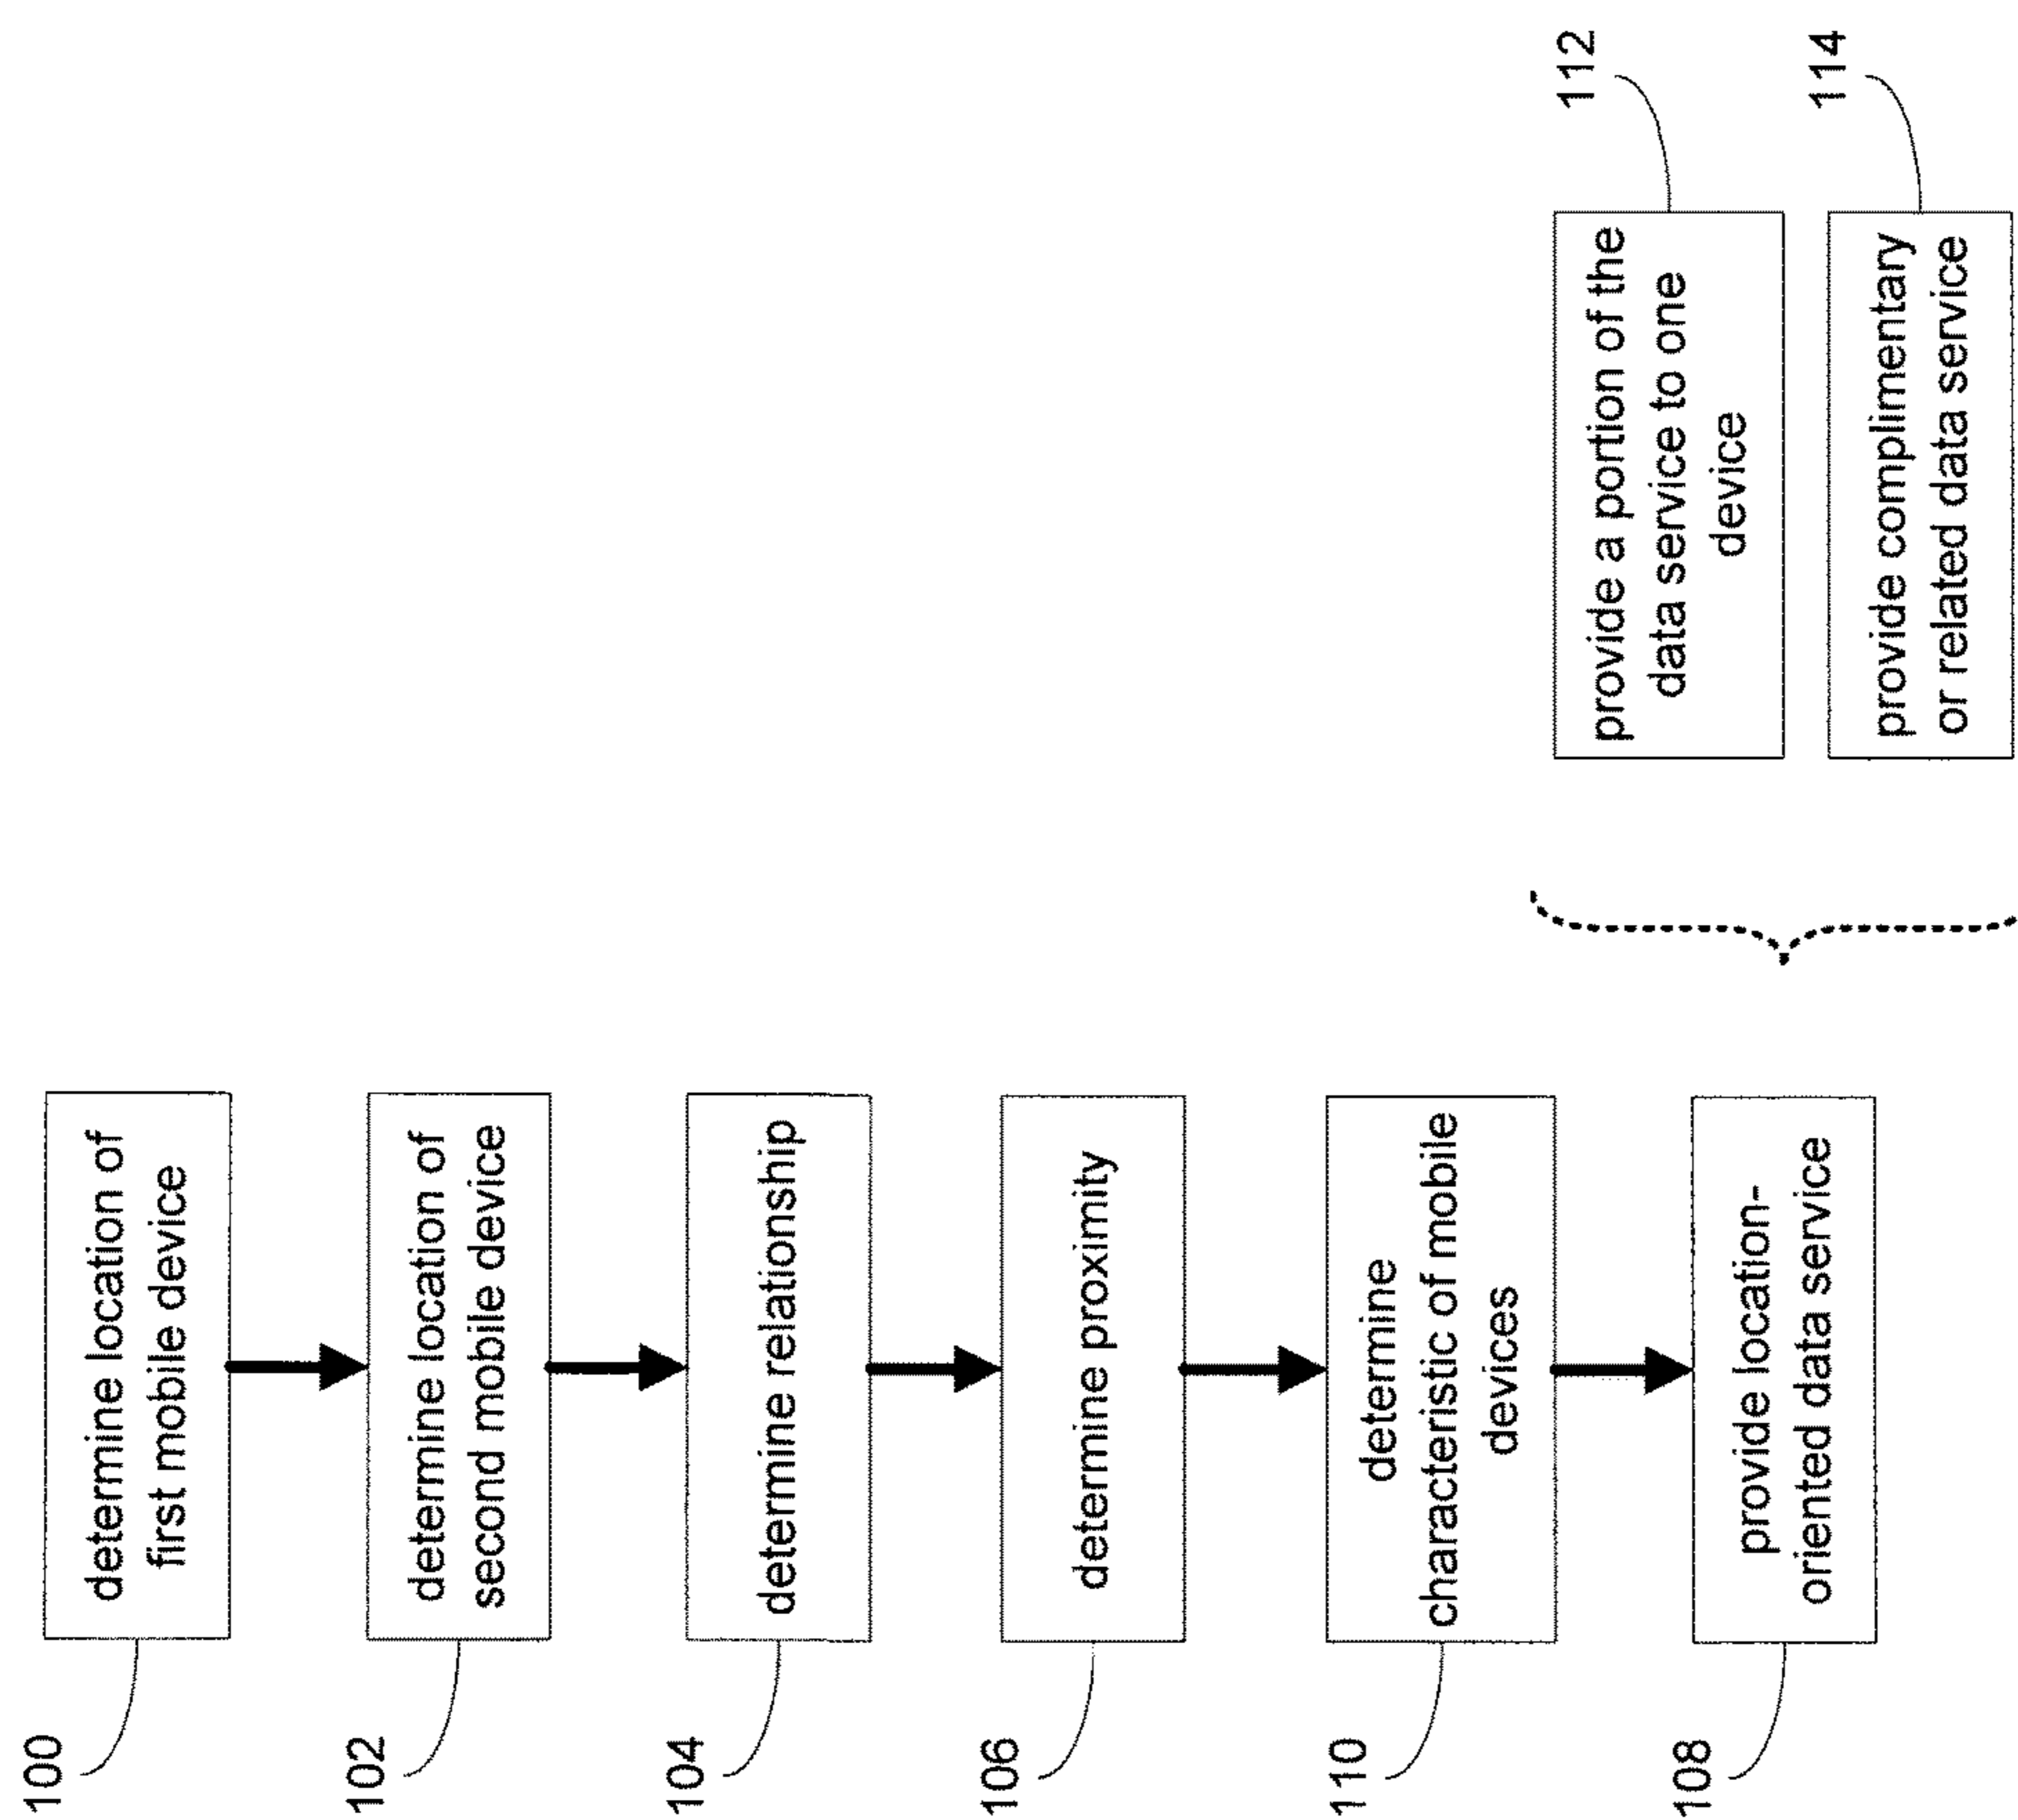 100
determine location of
first mobile device
102
determine location of
second mobile device
104
determine relationship
106
determine proximity
110
determine
characteristic of mobile
devices
108
provide location-
oriented data service
112
provide a portion of the
data service to one
device
114
provide complimentary
or related data service